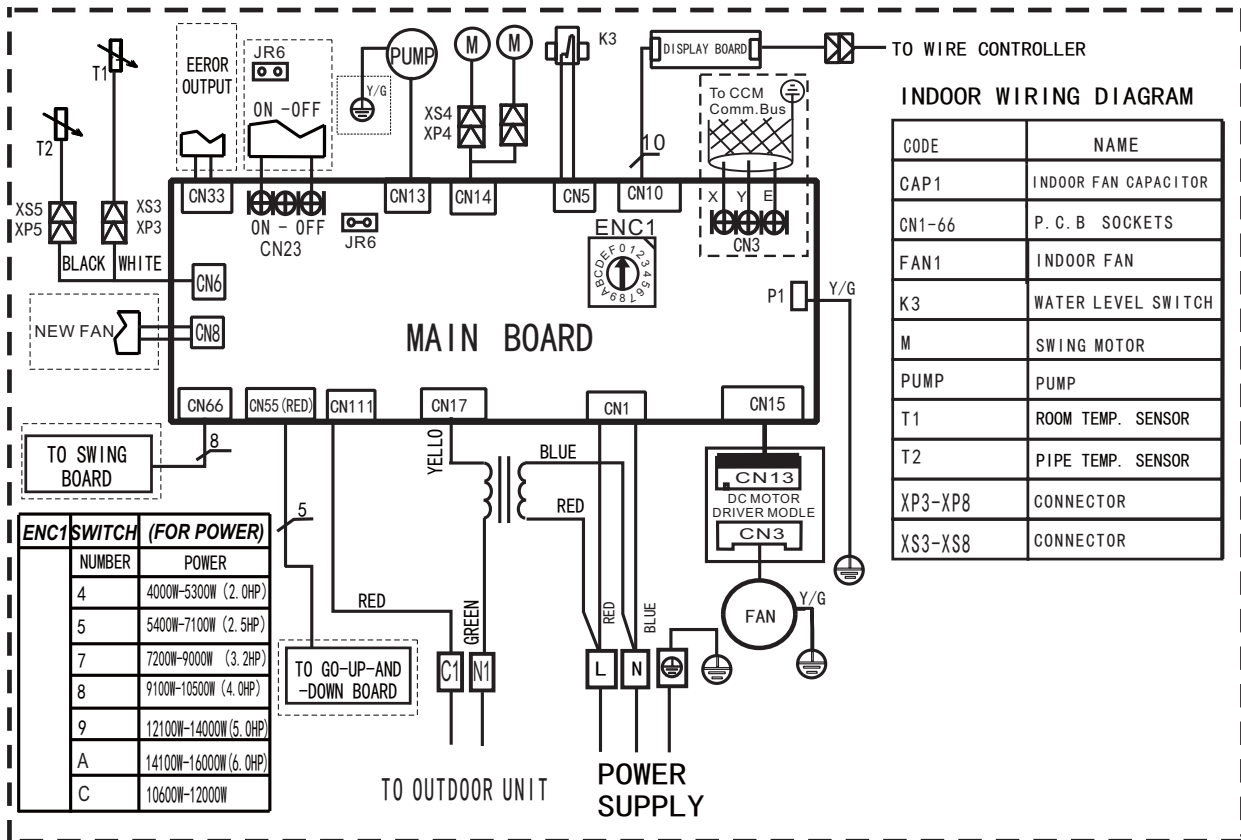 T1
EEROR
OUTPUT
JR6
ON -OFF
PUMP
Y/G
M
M
K3
DISPLAY BOARD
TO WIRE CONTROLLER
T2
XS4
XP4
10
To CCM
Comm.Bus
INDOOR WIRING DIAGRAM
CODE NAME
CAP1 INDOOR FAN CAPACITOR
CN1-66 P.C.B SOCKETS
FAN1 INDOOR FAN
K3 WATER LEVEL SWITCH
M SWING MOTOR
PUMP PUMP
T1 ROOM TEMP. SENSOR
T2 PIPE TEMP. SENSOR
XP3-XP8 CONNECTOR
XS3-XS8 CONNECTOR
XS5
XP5
XS3
XP3
CN33
CN13
CN14
CN5
CN10
X Y E
CN3
ON - OFF
CN23
JR6
ENC1
0123456789ABCDEF
BLACK WHITE
CN6
NEW FAN
CN8
MAIN BOARD
P1
Y/G
CN66
CN55(RED)
CN111
CN17
CN1
CN15
TO SWING
BOARD
8
YELLO
BLUE
RED
CN13
DC MOTOR
DRIVER MODLE
CN3
5
ENC1 SWITCH (FOR POWER)
NUMBER POWER
4 4000W-5300W (2.0HP)
5 5400W-7100W (2.5HP)
7 7200W-9000W (3.2HP)
8 9100W-10500W (4.0HP)
9 12100W-14000W(5.0HP)
A 14100W-16000W(6.0HP)
C 10600W-12000W
RED
GREEN
RED
BLUE
FAN
Y/G
TO GO-UP-AND
-DOWN BOARD
C1
N1
L
N
TO OUTDOOR UNIT
POWER
SUPPLY